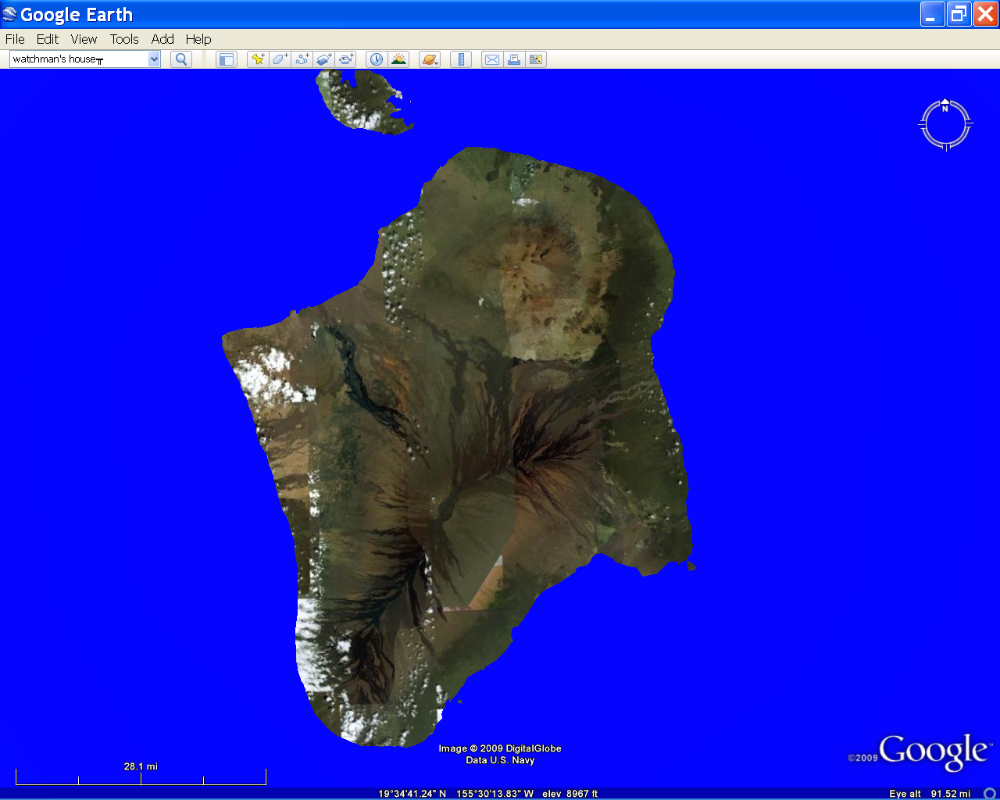 Google Earth
File Edit View Tools Add Help
watchman's house╥
N
Image © 2009 DigitalGlobe
Data U.S. Navy
©2009 Google™
28.1 mi
19°34'41.24" N 155°30'13.83" W elev 8967 ft Eye alt 91.52 mi